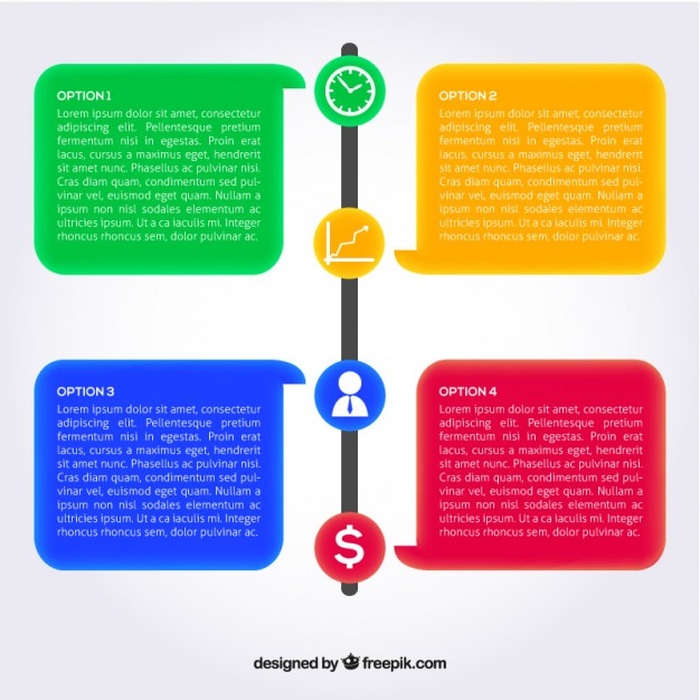 OPTION 1
Lorem ipsum dolor sit amet, consectetur
adipiscing elit. Pellentesque pretium
fermentum nisi in egestas. Proin erat
lacus, cursus a maximus eget, hendrerit
sit amet nunc. Phasellus ac pulvinar nisi.
Cras diam quam, condimentum sed pul-
vinar vel, euismod eget quam. Nullam a
ipsum non nisl sodales elementum ac
ultricies ipsum. Ut a ca iaculis mi. Integer
rhoncus rhoncus sem, dolor pulvinar ac.
OPTION 2
Lorem ipsum dolor sit amet, consectetur
adipiscing elit. Pellentesque pretium
fermentum nisi in egestas. Proin erat
lacus, cursus a maximus eget, hendrerit
sit amet nunc. Phasellus ac pulvinar nisi.
Cras diam quam, condimentum sed pul-
vinar vel, euismod eget quam. Nullam a
ipsum non nisl sodales elementum ac
ultricies ipsum. Ut a ca iaculis mi. Integer
rhoncus rhoncus sem, dolor pulvinar ac.
OPTION 3
Lorem ipsum dolor sit amet, consectetur
adipiscing elit. Pellentesque pretium
fermentum nisi in egestas. Proin erat
lacus, cursus a maximus eget, hendrerit
sit amet nunc. Phasellus ac pulvinar nisi.
Cras diam quam, condimentum sed pul-
vinar vel, euismod eget quam. Nullam a
ipsum non nisl sodales elementum ac
ultricies ipsum. Ut a ca iaculis mi. Integer
rhoncus rhoncus sem, dolor pulvinar ac.
OPTION 4
Lorem ipsum dolor sit amet, consectetur
adipiscing elit. Pellentesque pretium
fermentum nisi in egestas. Proin erat
lacus, cursus a maximus eget, hendrerit
sit amet nunc. Phasellus ac pulvinar nisi.
Cras diam quam, condimentum sed pul-
vinar vel, euismod eget quam. Nullam a
ipsum non nisl sodales elementum ac
ultricies ipsum. Ut a ca iaculis mi. Integer
rhoncus rhoncus sem, dolor pulvinar ac.
$
designed by freepik.com